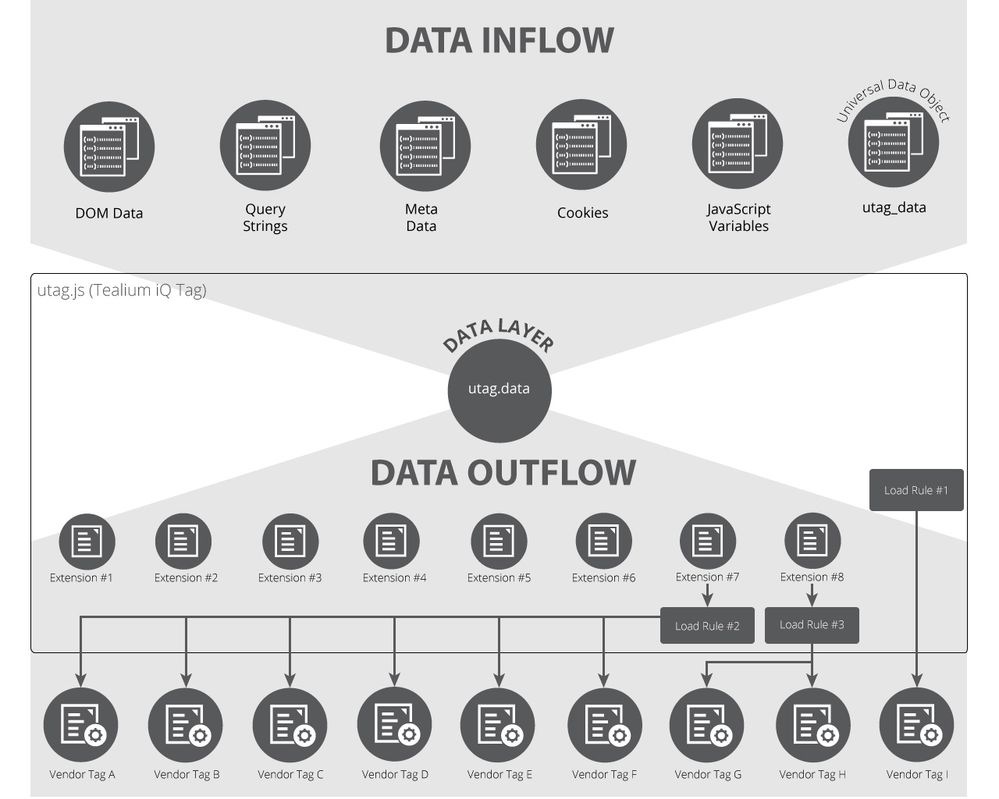 DATA INFLOW
Universal Data Object
DOM Data
Query
Strings
Meta
Data
Cookies
JavaScript
Variables
utag_data
utag.js (Tealium iQ Tag)
DATA LAYER
utag.data
DATA OUTFLOW
Load Rule #1
Extension #1
Extension #2
Extension #3
Extension #4
Extension #5
Extension #6
Extension #7
Extension #8
Load Rule #2
Load Rule #3
Vendor Tag A
Vendor Tag B
Vendor Tag C
Vendor Tag D
Vendor Tag E
Vendor Tag F
Vendor Tag G
Vendor Tag H
Vendor Tag I